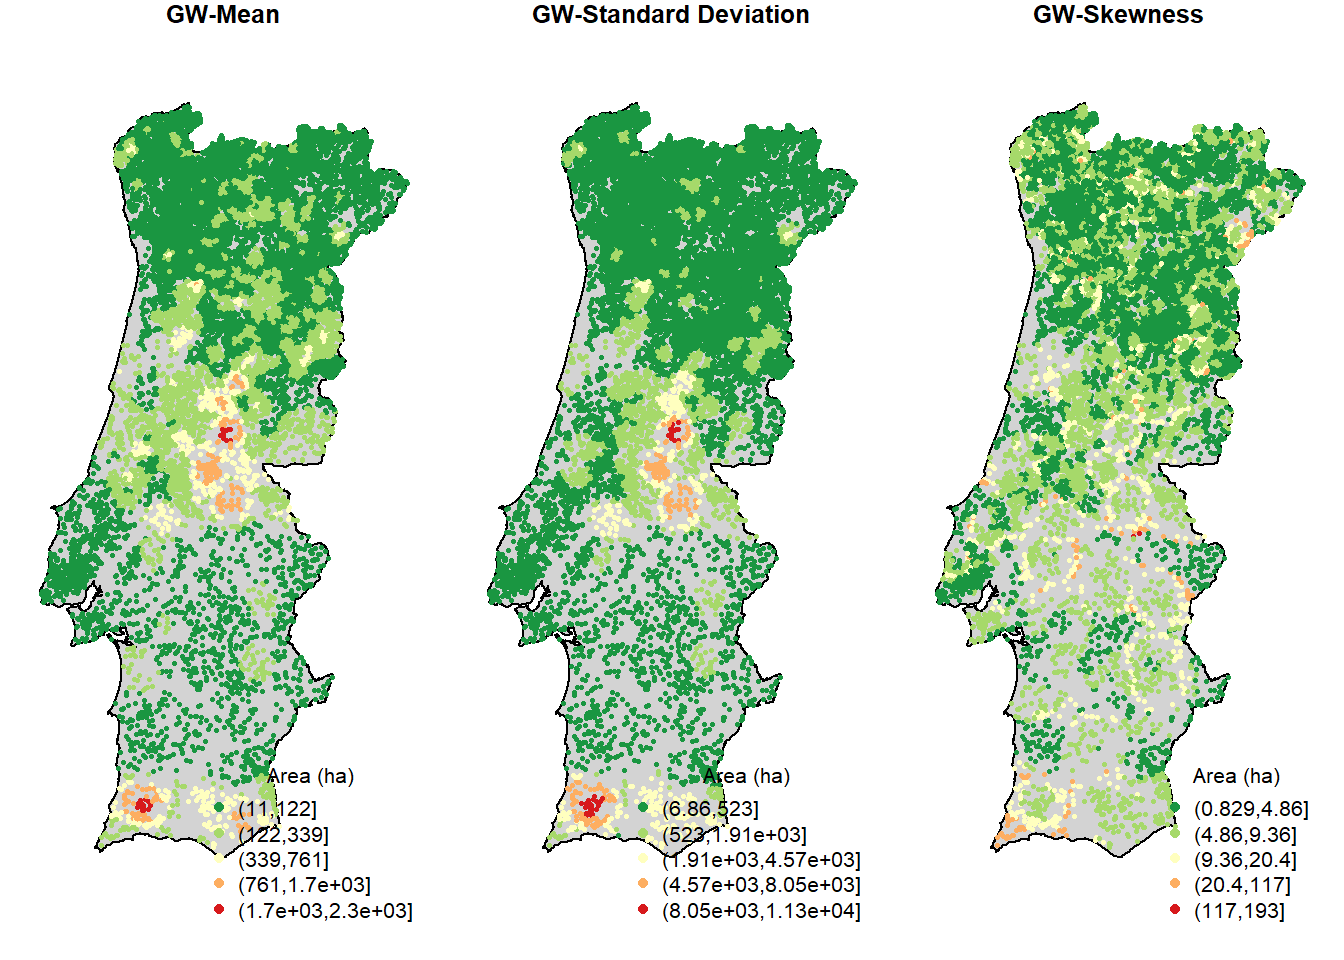 GW-Mean
GW-Standard Deviation
GW-Skewness
Area (ha)
(11,122]
(122,339]
(339,761]
(761,1.7e+03]
(1.7e+03,2.3e+03]
Area (ha)
(6.86,523]
(523,1.91e+03]
(1.91e+03,4.57e+03]
(4.57e+03,8.05e+03]
(8.05e+03,1.13e+04]
Area (ha)
(0.829,4.86]
(4.86,9.36]
(9.36,20.4]
(20.4,117]
(117,193]